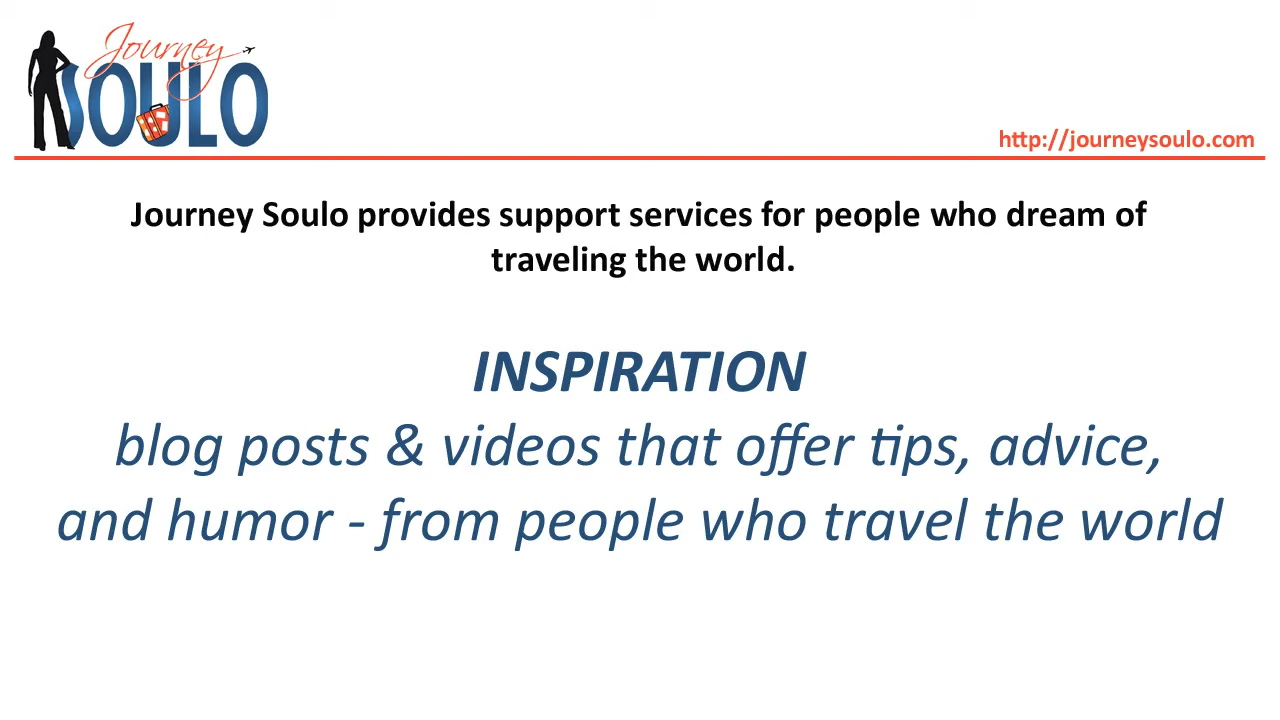 Journey
SOULO
http://journeysoulo.com
Journey Soulo provides support services for people who dream of
traveling the world.
INSPIRATION
blog posts & videos that offer tips, advice,
and humor - from people who travel the world